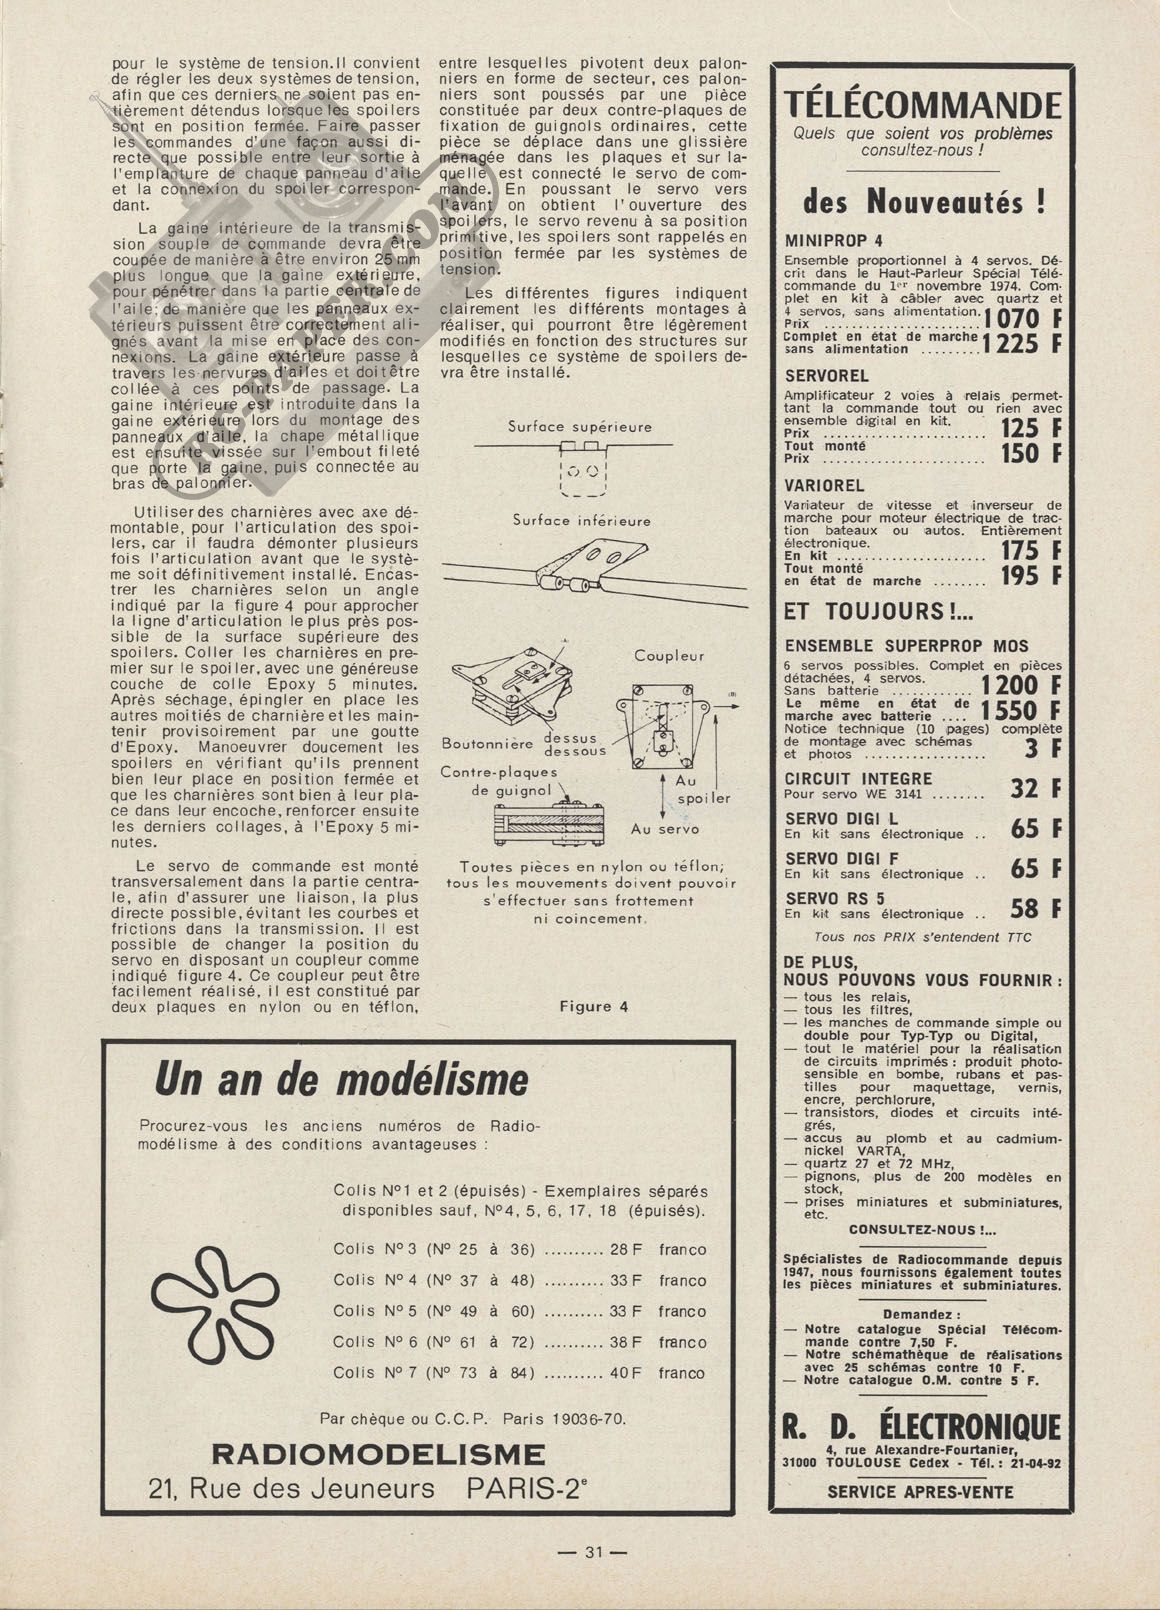 pour le système de tension. Il convient
de régler les deux systèmes de tension,
afin que ces derniers ne soient pas en-
tièrement détendus lorsque les spoilers
sont en position fermée. Faire passer
les commandes d'une façon aussi di-
recte que possible entre leur sortie à
l'emplanture de chaque panneau d'aile
et la connexion du spoiler correspon-
dant.
La gaine intérieure de la transmis-
sion souple de commande devra être
coupée de manière à être environ 25 mm
plus longue que la gaine extérieure,
pour pénétrer dans la partie centrale de
l'aile; de manière que les panneaux ex-
térieurs puissent être correctement ali-
gnés avant la mise en place des con-
nexions. La gaine extérieure passe à
travers les nervures d'ailes et doit être
collée à ces points de passage. La
gaine intérieure est introduite dans la
gaine extérieure lors du montage des
panneaux d'aile, la chape métallique
est ensuite vissée sur l'embout fileté
que porte la gaine, puis connectée au
bras de palonnier.
Utiliser des charnières avec axe dé-
montable, pour l'articulation des spoi-
lers, car il faudra démonter plusieurs
fois l'articulation avant que le systè-
me soit définitivement installé. Encas-
trer les charnières selon un angle
indiqué par la figure 4 pour approcher
la ligne d'articulation le plus près pos-
sible de la surface supérieure des
spoilers. Coller les charnières en pre-
mier sur le spoiler, avec une généreuse
couche de colle Epoxy 5 minutes.
Après séchage, épingler en place les
autres moitiés de charnière et les main-
tenir provisoirement par une goutte
d'Epoxy. Manoeuvrer doucement les
spoilers en vérifiant qu'ils prennent
bien leur place en position fermée et
que les charnières sont bien à leur pla-
ce dans leur encoche, renforcer ensuite
les derniers collages, à l'Epoxy 5 mi-
nutes.
Le servo de commande est monté
transversalement dans la partie centra-
le, afin d'assurer une liaison, la plus
directe possible, évitant les courbes et
frictions dans la transmission. Il est
possible de changer la position du
servo en disposant un coupleur comme
indiqué figure 4. Ce coupleur peut être
facilement réalisé, il est constitué par
deux plaques en nylon ou en téflon,
entre lesquelles pivotent deux palon-
niers en forme de secteur, ces palon-
niers sont poussés par une pièce
constituée par deux contre-plaques de
fixation de guignols ordinaires, cette
pièce se déplace dans une glissière
ménagée dans les plaques et sur la-
quelle est connecté le servo de com-
mande. En poussant le servo vers
l'avant on obtient l'ouverture des
spoilers, le servo revenu à sa position
primitive, les spoilers sont rappelés en
position fermée par les systèmes de
tension.
Les différentes figures indiquent
clairement les différents montages à
réaliser, qui pourront être légèrement
modifiés en fonction des structures sur
lesquelles ce système de spoilers de-
vra être installé.
RC-PAPER.COM
Surface supérieure
Surface inférieure
(A)
Coupleur
(B)
Boutonnière dessus
dessous
Contre-plaques
de guignol
Au
spoiler
Au servo
Toutes pièces en nylon ou téflon;
tous les mouvements doivent pouvoir
s'effectuer sans frottement
ni coincement.
Figure 4
Un an de modélisme
Procurez-vous les anciens numéros de Radio-
modélisme à des conditions avantageuses :
Colis N°1 et 2 (épuisés) - Exemplaires séparés
disponibles sauf, N°4, 5, 6, 17, 18 (épuisés).
Colis N° 3 (N° 25 à 36) .......... 28 F franco
Colis N° 4 (N° 37 à 48) .......... 33 F franco
Colis N° 5 (N° 49 à 60) .......... 33 F franco
Colis N° 6 (N° 61 à 72) .......... 38 F franco
Colis N° 7 (N° 73 à 84) .......... 40 F franco
Par chèque ou C.C.P. Paris 19036-70.
RADIOMODELISME
21, Rue des Jeuneurs PARIS-2e
TÉLÉCOMMANDE
Quels que soient vos problèmes
consultez-nous !
des Nouveautés !
MINIPROP 4
Ensemble proportionnel à 4 servos. Dé-
crit dans le Haut-Parleur Spécial Télé-
commande du 1er novembre 1974. Com-
plet en kit à câbler avec quartz et
4 servos, sans alimentation.
Prix ....................... 1 070 F
Complet en état de marche
sans alimentation ......... 1 225 F
SERVOREL
Amplificateur 2 voies à relais permet-
tant la commande tout ou rien avec
ensemble digital en kit.
Prix ........................ 125 F
Tout monté
Prix ........................ 150 F
VARIOREL
Variateur de vitesse et inverseur de
marche pour moteur électrique de trac-
tion bateaux ou autos. Entièrement
électronique.
En kit .................. 175 F
Tout monté
en état de marche ........ 195 F
ET TOUJOURS !...
ENSEMBLE SUPERPROP MOS
6 servos possibles. Complet en pièces
détachées, 4 servos.
Sans batterie ............ 1 200 F
Le même en état de
marche avec batterie .... 1 550 F
Notice technique (10 pages) complète
de montage avec schémas
et photos .................. 3 F
CIRCUIT INTEGRE
Pour servo WE 3141 ........ 32 F
SERVO DIGI L
En kit sans électronique .. 65 F
SERVO DIGI F
En kit sans électronique .. 65 F
SERVO RS 5
En kit sans électronique .. 58 F
Tous nos PRIX s'entendent TTC
DE PLUS,
NOUS POUVONS VOUS FOURNIR :
— tous les relais,
— tous les filtres,
— les manches de commande simple ou
double pour Typ-Typ ou Digital,
— tout le matériel pour la réalisation
de circuits imprimés : produit photo-
sensible en bombe, rubans et pas-
tilles pour maquettage, vernis,
encre, perchlorure,
— transistors, diodes et circuits inté-
grés,
— accus au plomb et au cadmium-
nickel VARTA,
— quartz 27 et 72 MHz,
— pignons, plus de 200 modèles en
stock,
— prises miniatures et subminiatures,
etc.
CONSULTEZ-NOUS !...
Spécialistes de Radiocommande depuis
1947, nous fournissons également toutes
les pièces miniatures et subminiatures.
Demandez :
— Notre catalogue Spécial Télécom-
mande contre 7,50 F.
— Notre schémathèque de réalisations
avec 25 schémas contre 10 F.
— Notre catalogue O.M. contre 5 F.
R. D. ÉLECTRONIQUE
4, rue Alexandre-Fourtanier,
31000 TOULOUSE Cedex - Tél. : 21-04-92
SERVICE APRES-VENTE
— 31 —